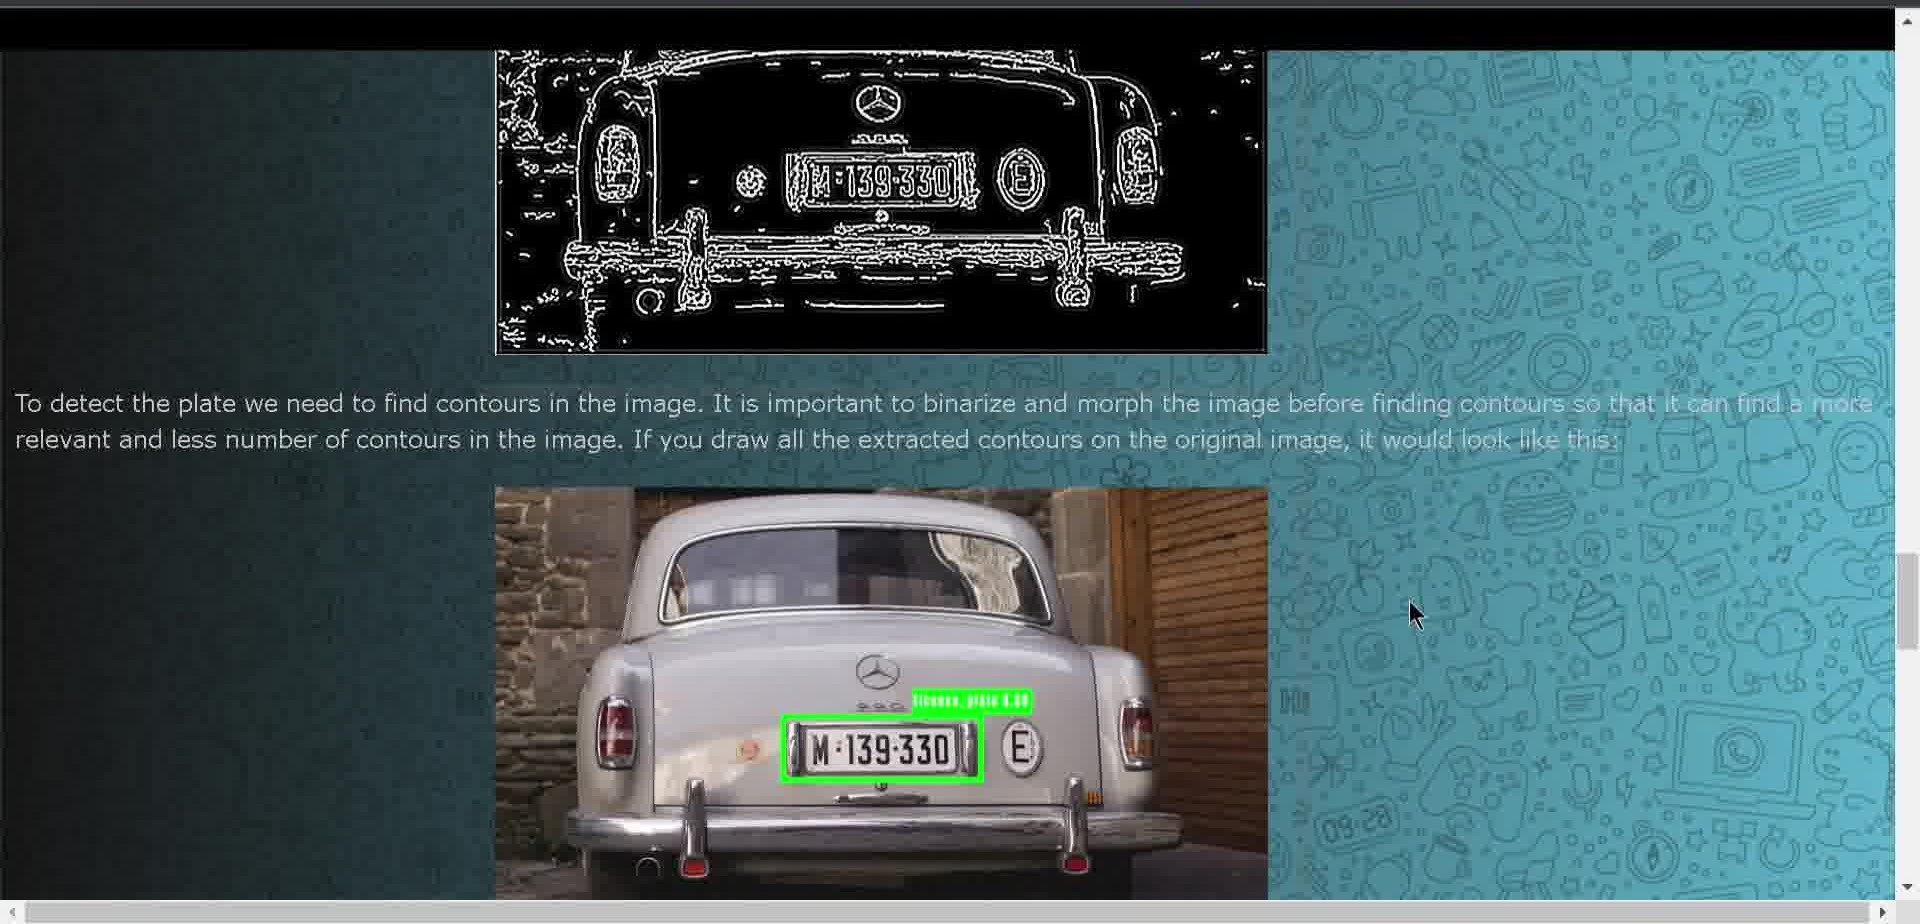 M·139·330
E
To detect the plate we need to find contours in the image. It is important to binarize and morph the image before finding contours so that it can find a more
relevant and less number of contours in the image. If you draw all the extracted contours on the original image, it would look like this:
M·139·330
E
09:28